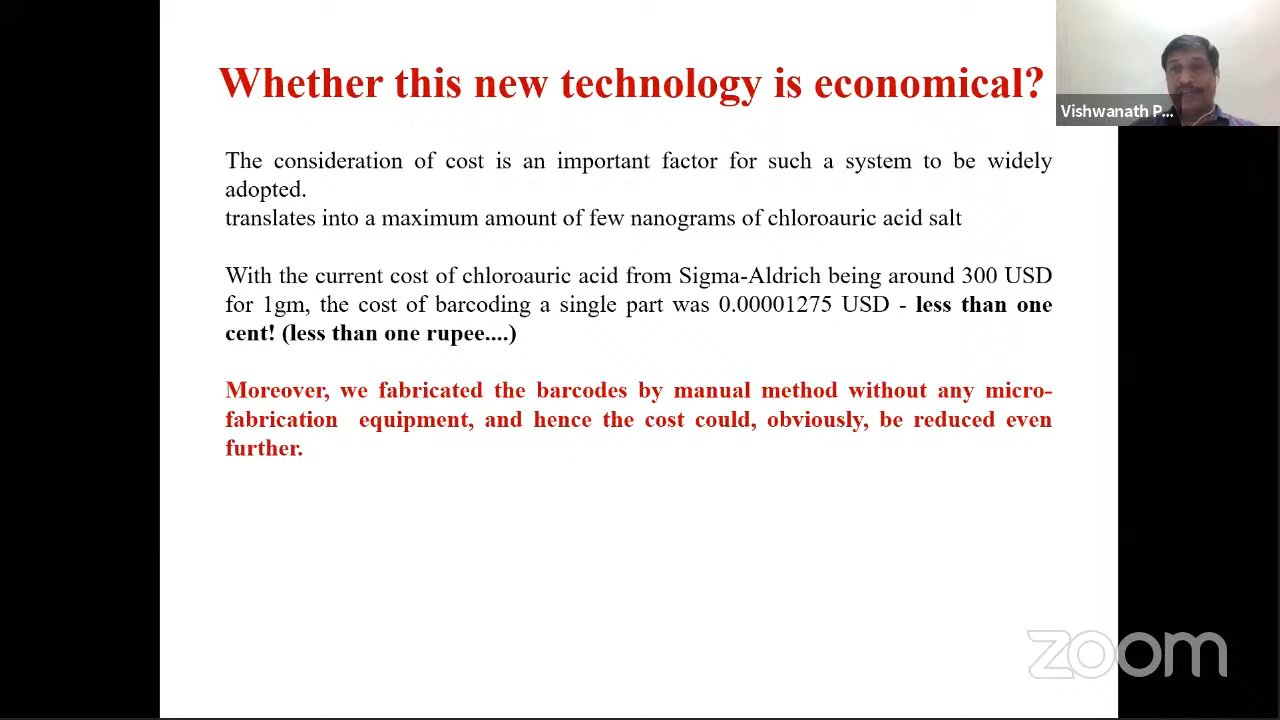 Whether this new technology is economical?
Vishwanath P...
The consideration of cost is an important factor for such a system to be widely
adopted.
translates into a maximum amount of few nanograms of chloroauric acid salt
With the current cost of chloroauric acid from Sigma-Aldrich being around 300 USD
for 1gm, the cost of barcoding a single part was 0.00001275 USD - less than one
cent! (less than one rupee....)
Moreover, we fabricated the barcodes by manual method without any micro-
fabrication equipment, and hence the cost could, obviously, be reduced even
further.
zoom